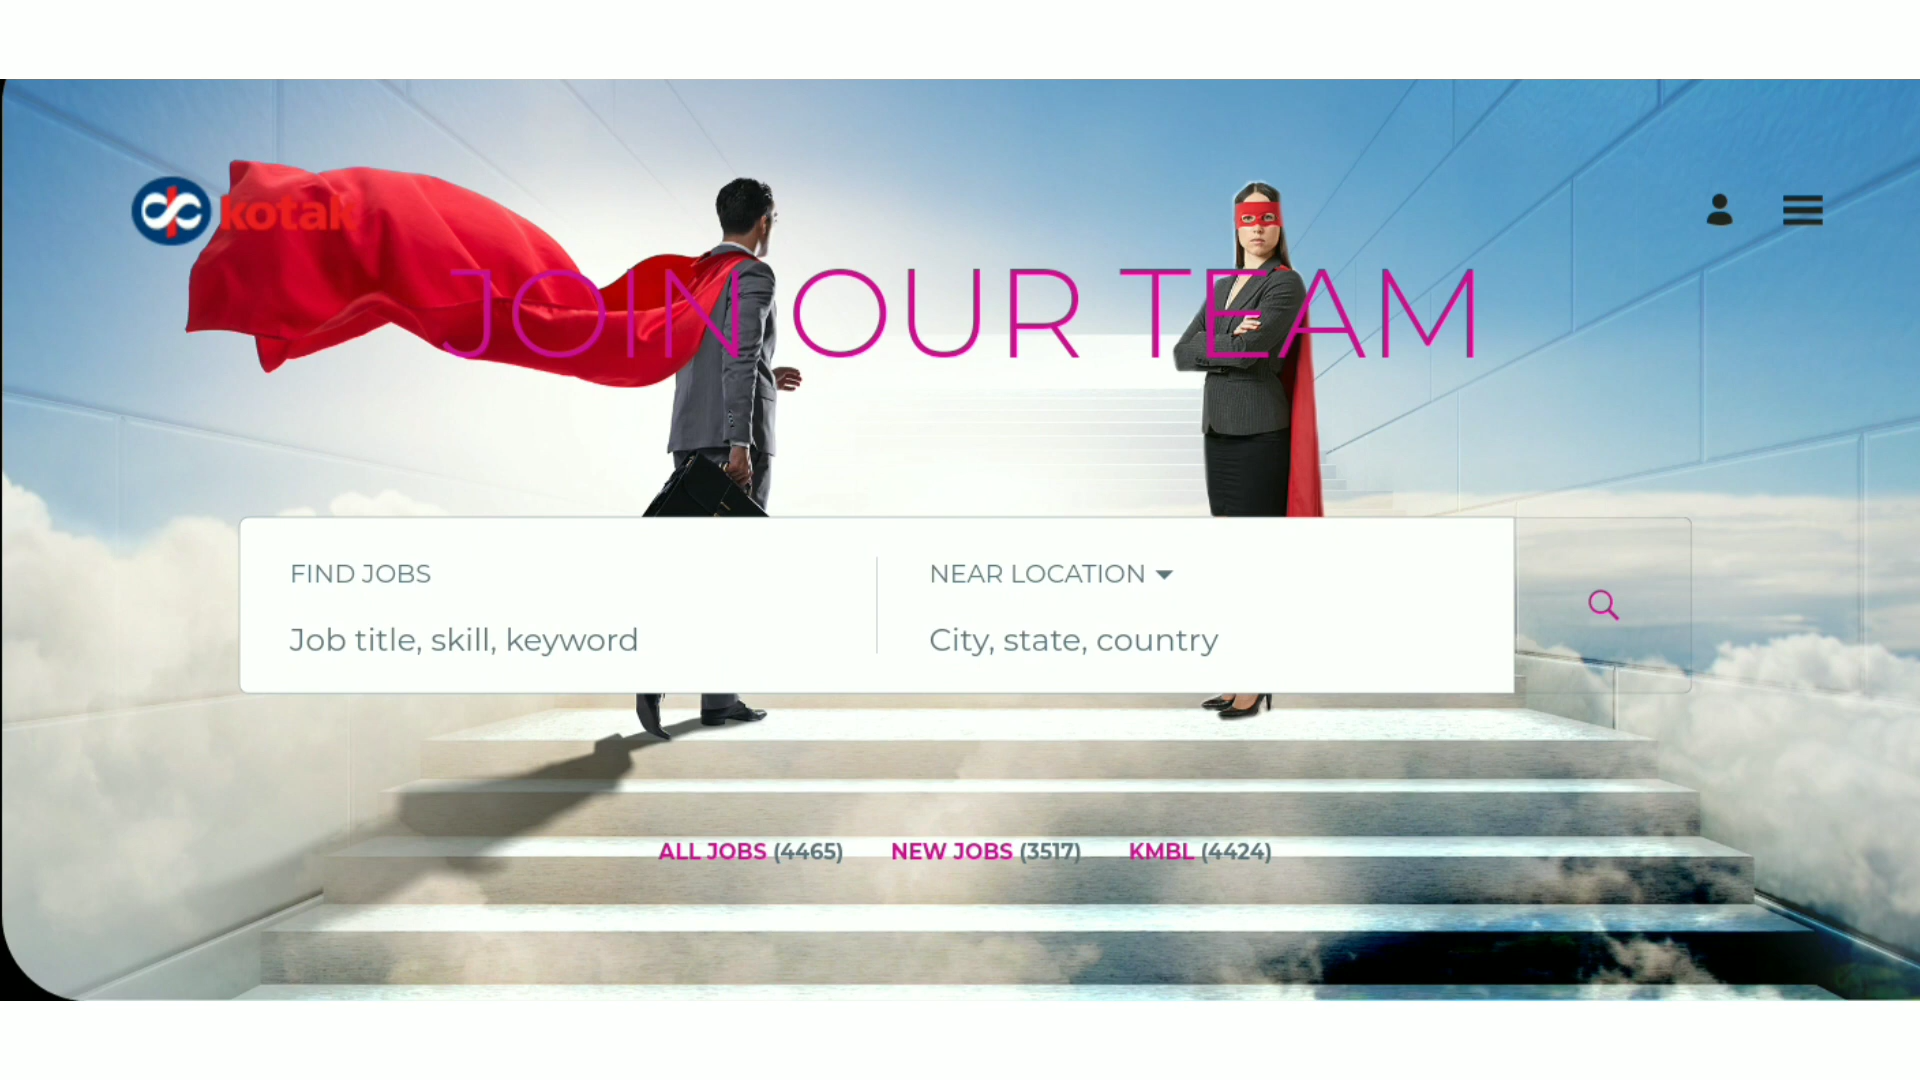 kotak
JOIN OUR TEAM
FIND JOBS
Job title, skill, keyword
NEAR LOCATION
City, state, country
ALL JOBS (4465) NEW JOBS (3517) KMBL (4424)